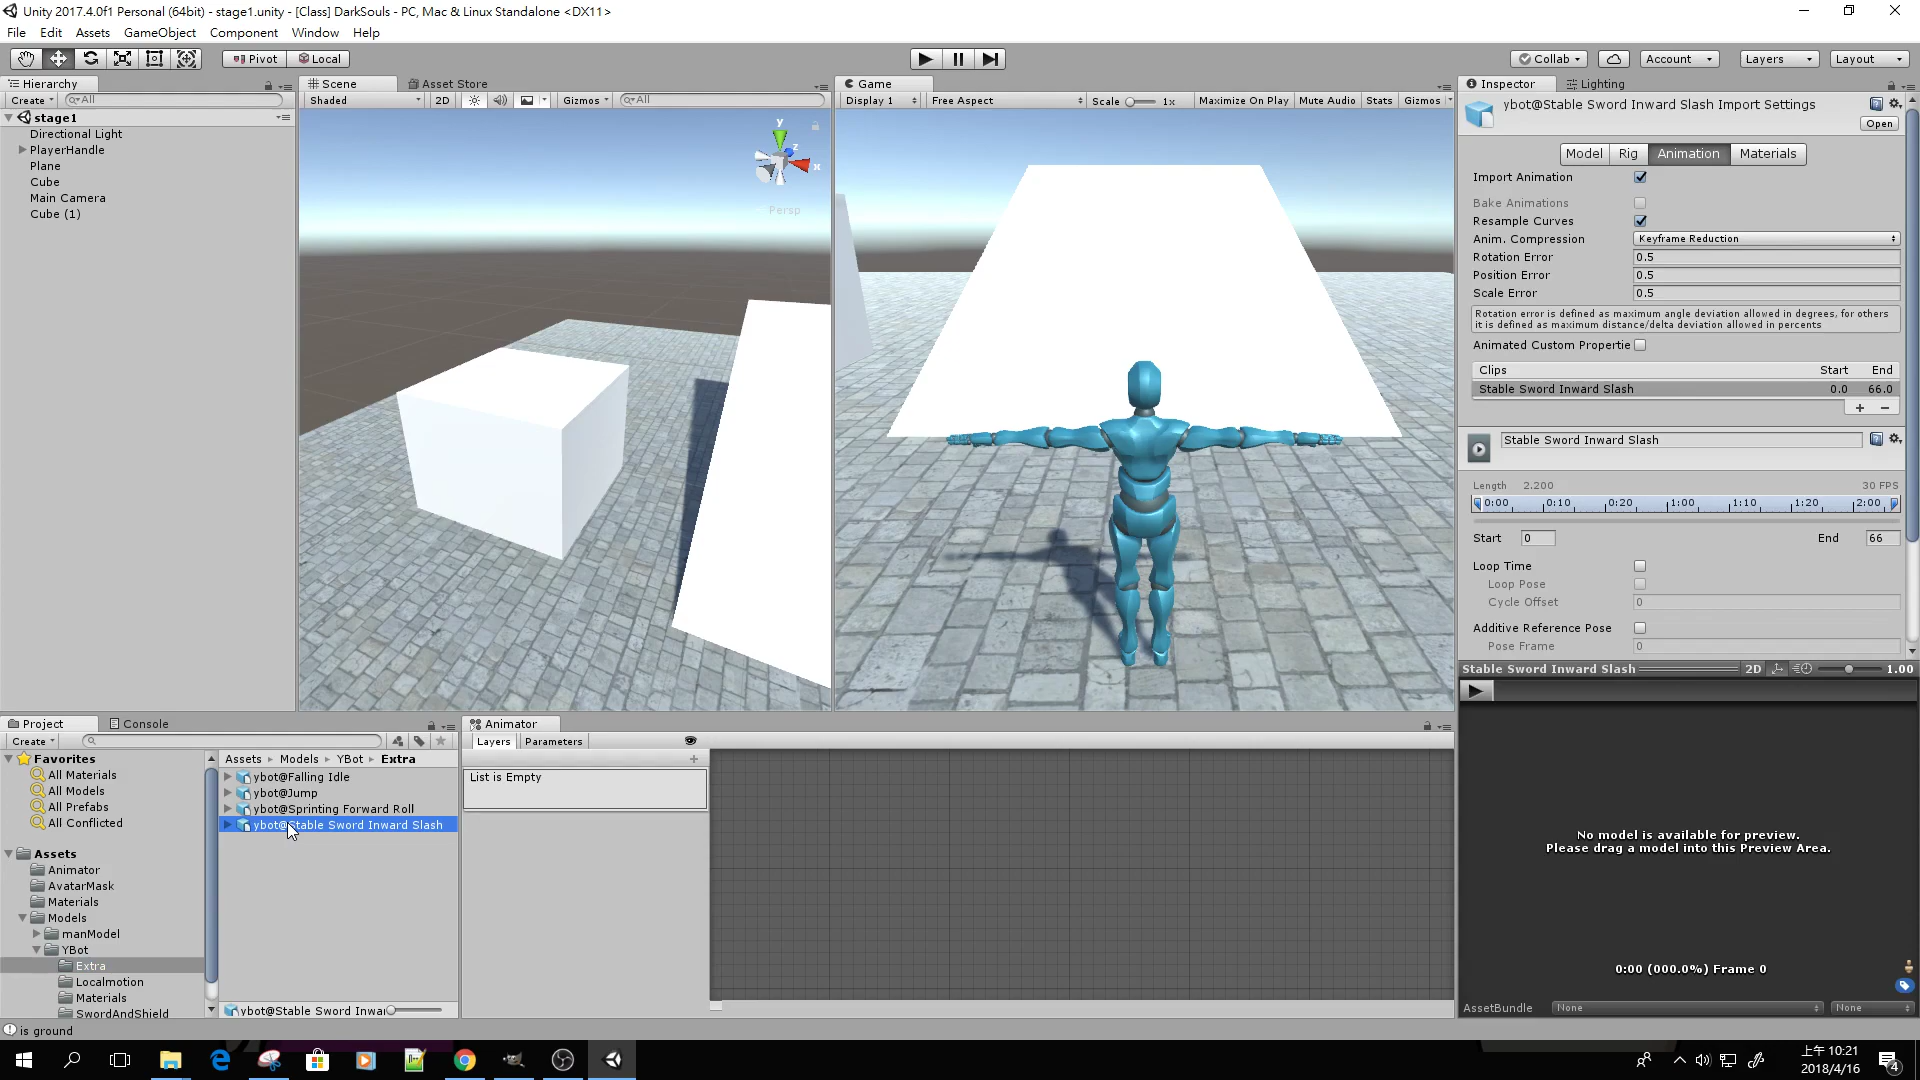 Unity 2017.4.0f1 Personal (64bit) - stage1.unity - [Class] DarkSouls - PC, Mac & Linux Standalone <DX11>
File Edit Assets GameObject Component Window Help
Pivot Local Collab Account Layers Layout
Hierarchy
Create All
stage1
Directional Light
PlayerHandle
Plane
Cube
Main Camera
Cube (1)
Scene Asset Store
Shaded 2D Gizmos All
y
z
x
Persp
Game
Display 1 Free Aspect Scale 1x Maximize On Play Mute Audio Stats Gizmos
Inspector Lighting
ybot@Stable Sword Inward Slash Import Settings
Open
Model Rig Animation Materials
Import Animation
Bake Animations
Resample Curves
Anim. Compression Keyframe Reduction
Rotation Error 0.5
Position Error 0.5
Scale Error 0.5
Rotation error is defined as maximum angle deviation allowed in degrees, for others
it is defined as maximum distance/delta deviation allowed in percents
Animated Custom Propertie
Clips Start End
Stable Sword Inward Slash 0.0 66.0
+ −
Stable Sword Inward Slash
Length 2.200 30 FPS
0:00 0:10 0:20 1:00 1:10 1:20 2:00
Start 0 End 66
Loop Time
Loop Pose
Cycle Offset 0
Additive Reference Pose
Pose Frame 0
Stable Sword Inward Slash 2D 1.00
No model is available for preview.
Please drag a model into this Preview Area.
0:00 (000.0%) Frame 0
AssetBundle None None
Project Console
Create
Favorites
All Materials
All Models
All Prefabs
All Conflicted
Assets
Animator
AvatarMask
Materials
Models
manModel
YBot
Extra
Localmotion
Materials
SwordAndShield
Assets Models YBot Extra
ybot@Falling Idle
ybot@Jump
ybot@Sprinting Forward Roll
ybot@Stable Sword Inward Slash
ybot@Stable Sword Inwar
Animator
Layers Parameters
+
List is Empty
is ground
上午 10:21
2018/4/16
4